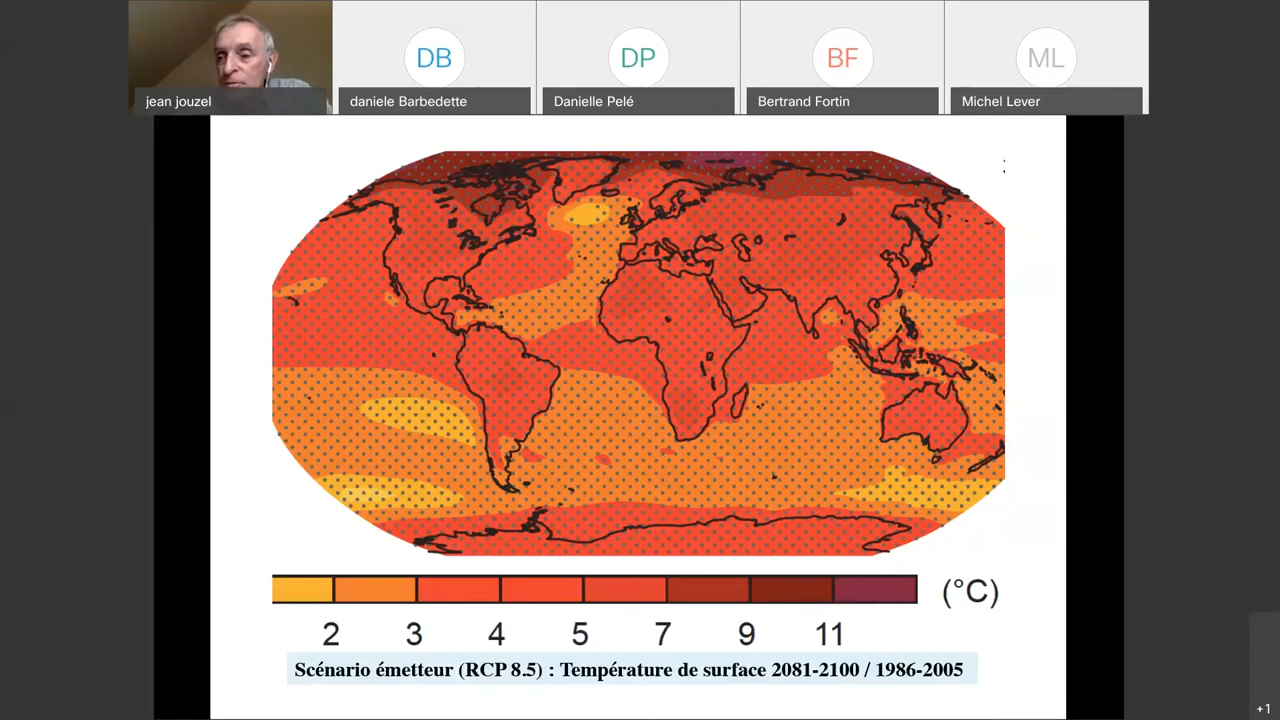 DB
DP
BF
ML
jean jouzel
daniele Barbedette
Danielle Pelé
Bertrand Fortin
Michel Lever
(°C)
2 3 4 5 7 9 11
Scénario émetteur (RCP 8.5) : Température de surface 2081-2100 / 1986-2005
+1